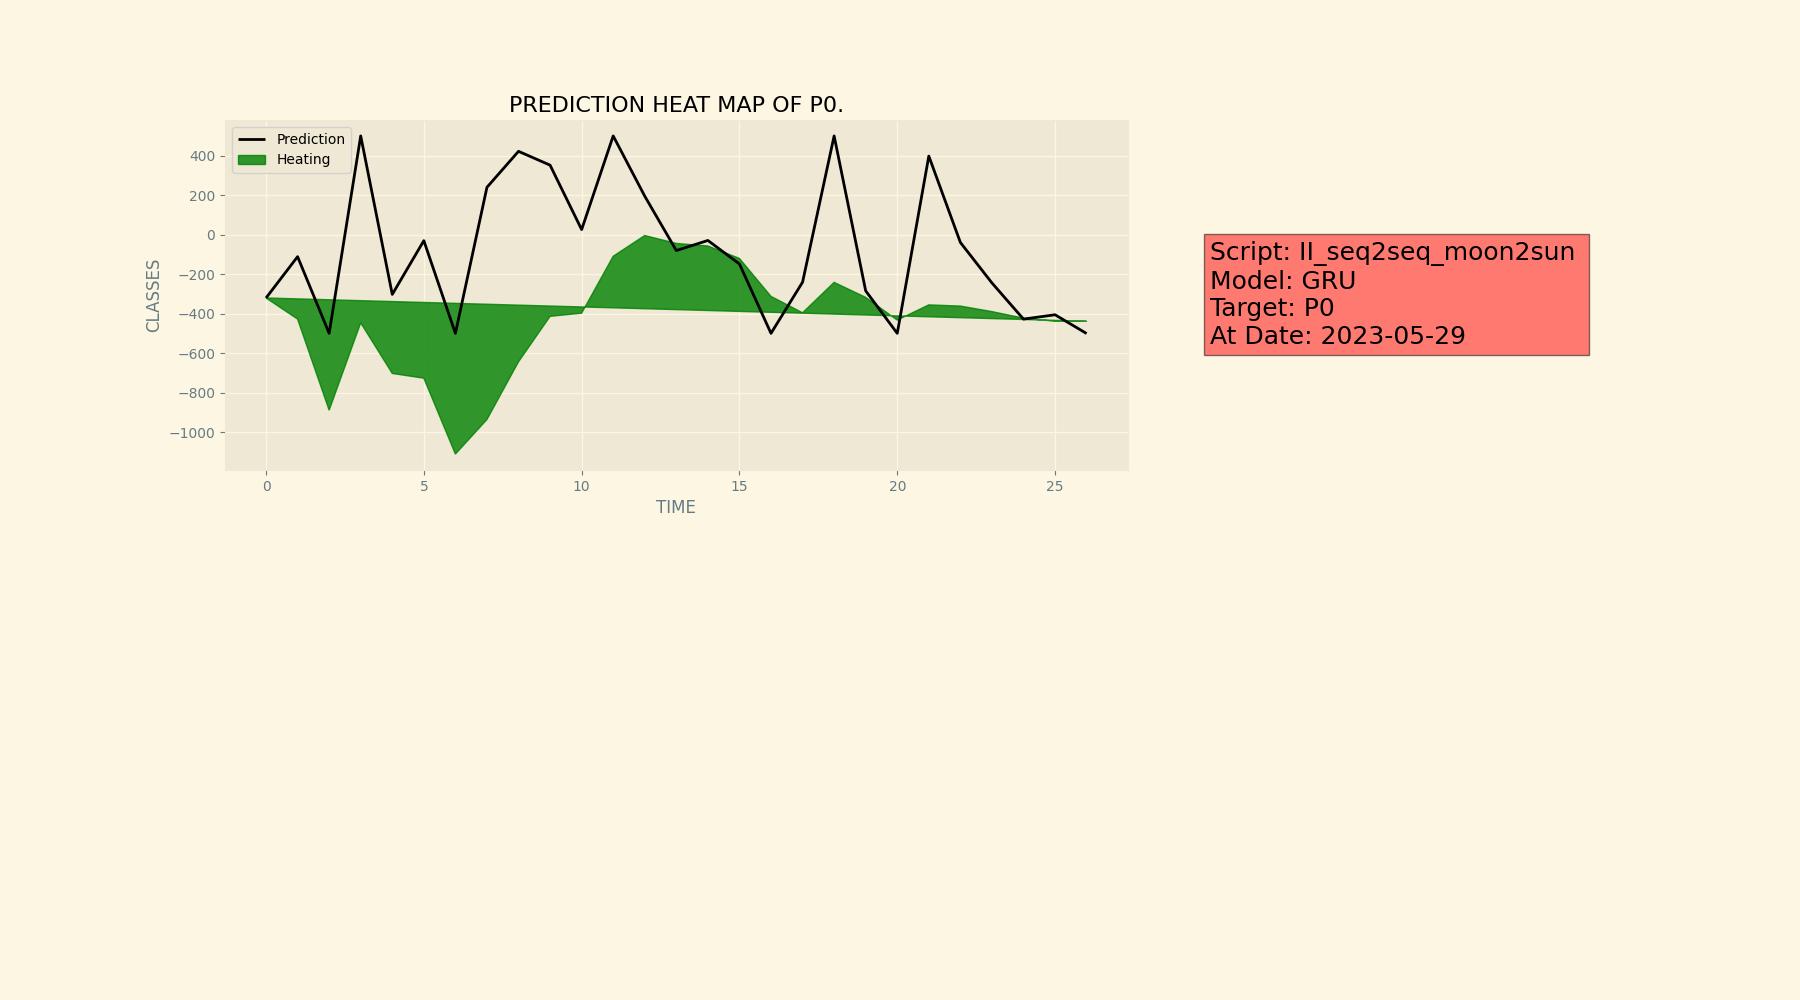 PREDICTION HEAT MAP OF P0.
Prediction
Heating
400
200
0
−200
−400
−600
−800
−1000
CLASSES
0 5 10 15 20 25
TIME
Script: II_seq2seq_moon2sun
Model: GRU
Target: P0
At Date: 2023-05-29